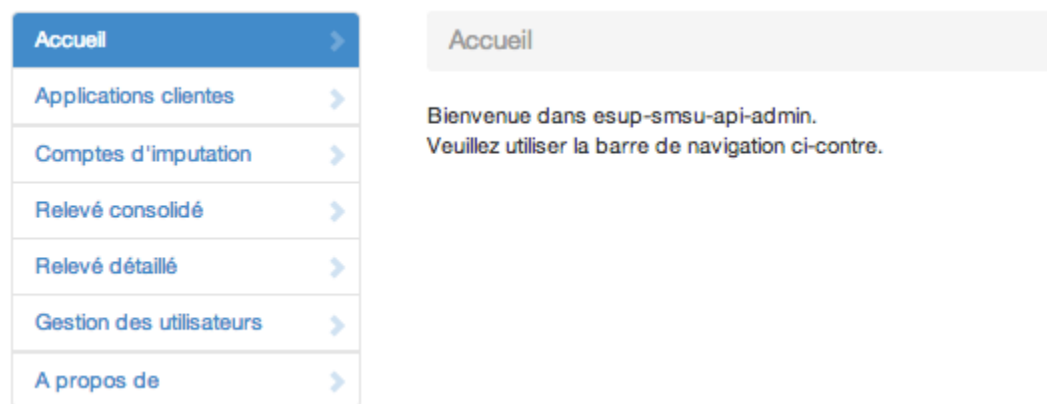 Accueil
Applications clientes
Comptes d'imputation
Relevé consolidé
Relevé détaillé
Gestion des utilisateurs
A propos de
Accueil
Bienvenue dans esup-smsu-api-admin.
Veuillez utiliser la barre de navigation ci-contre.